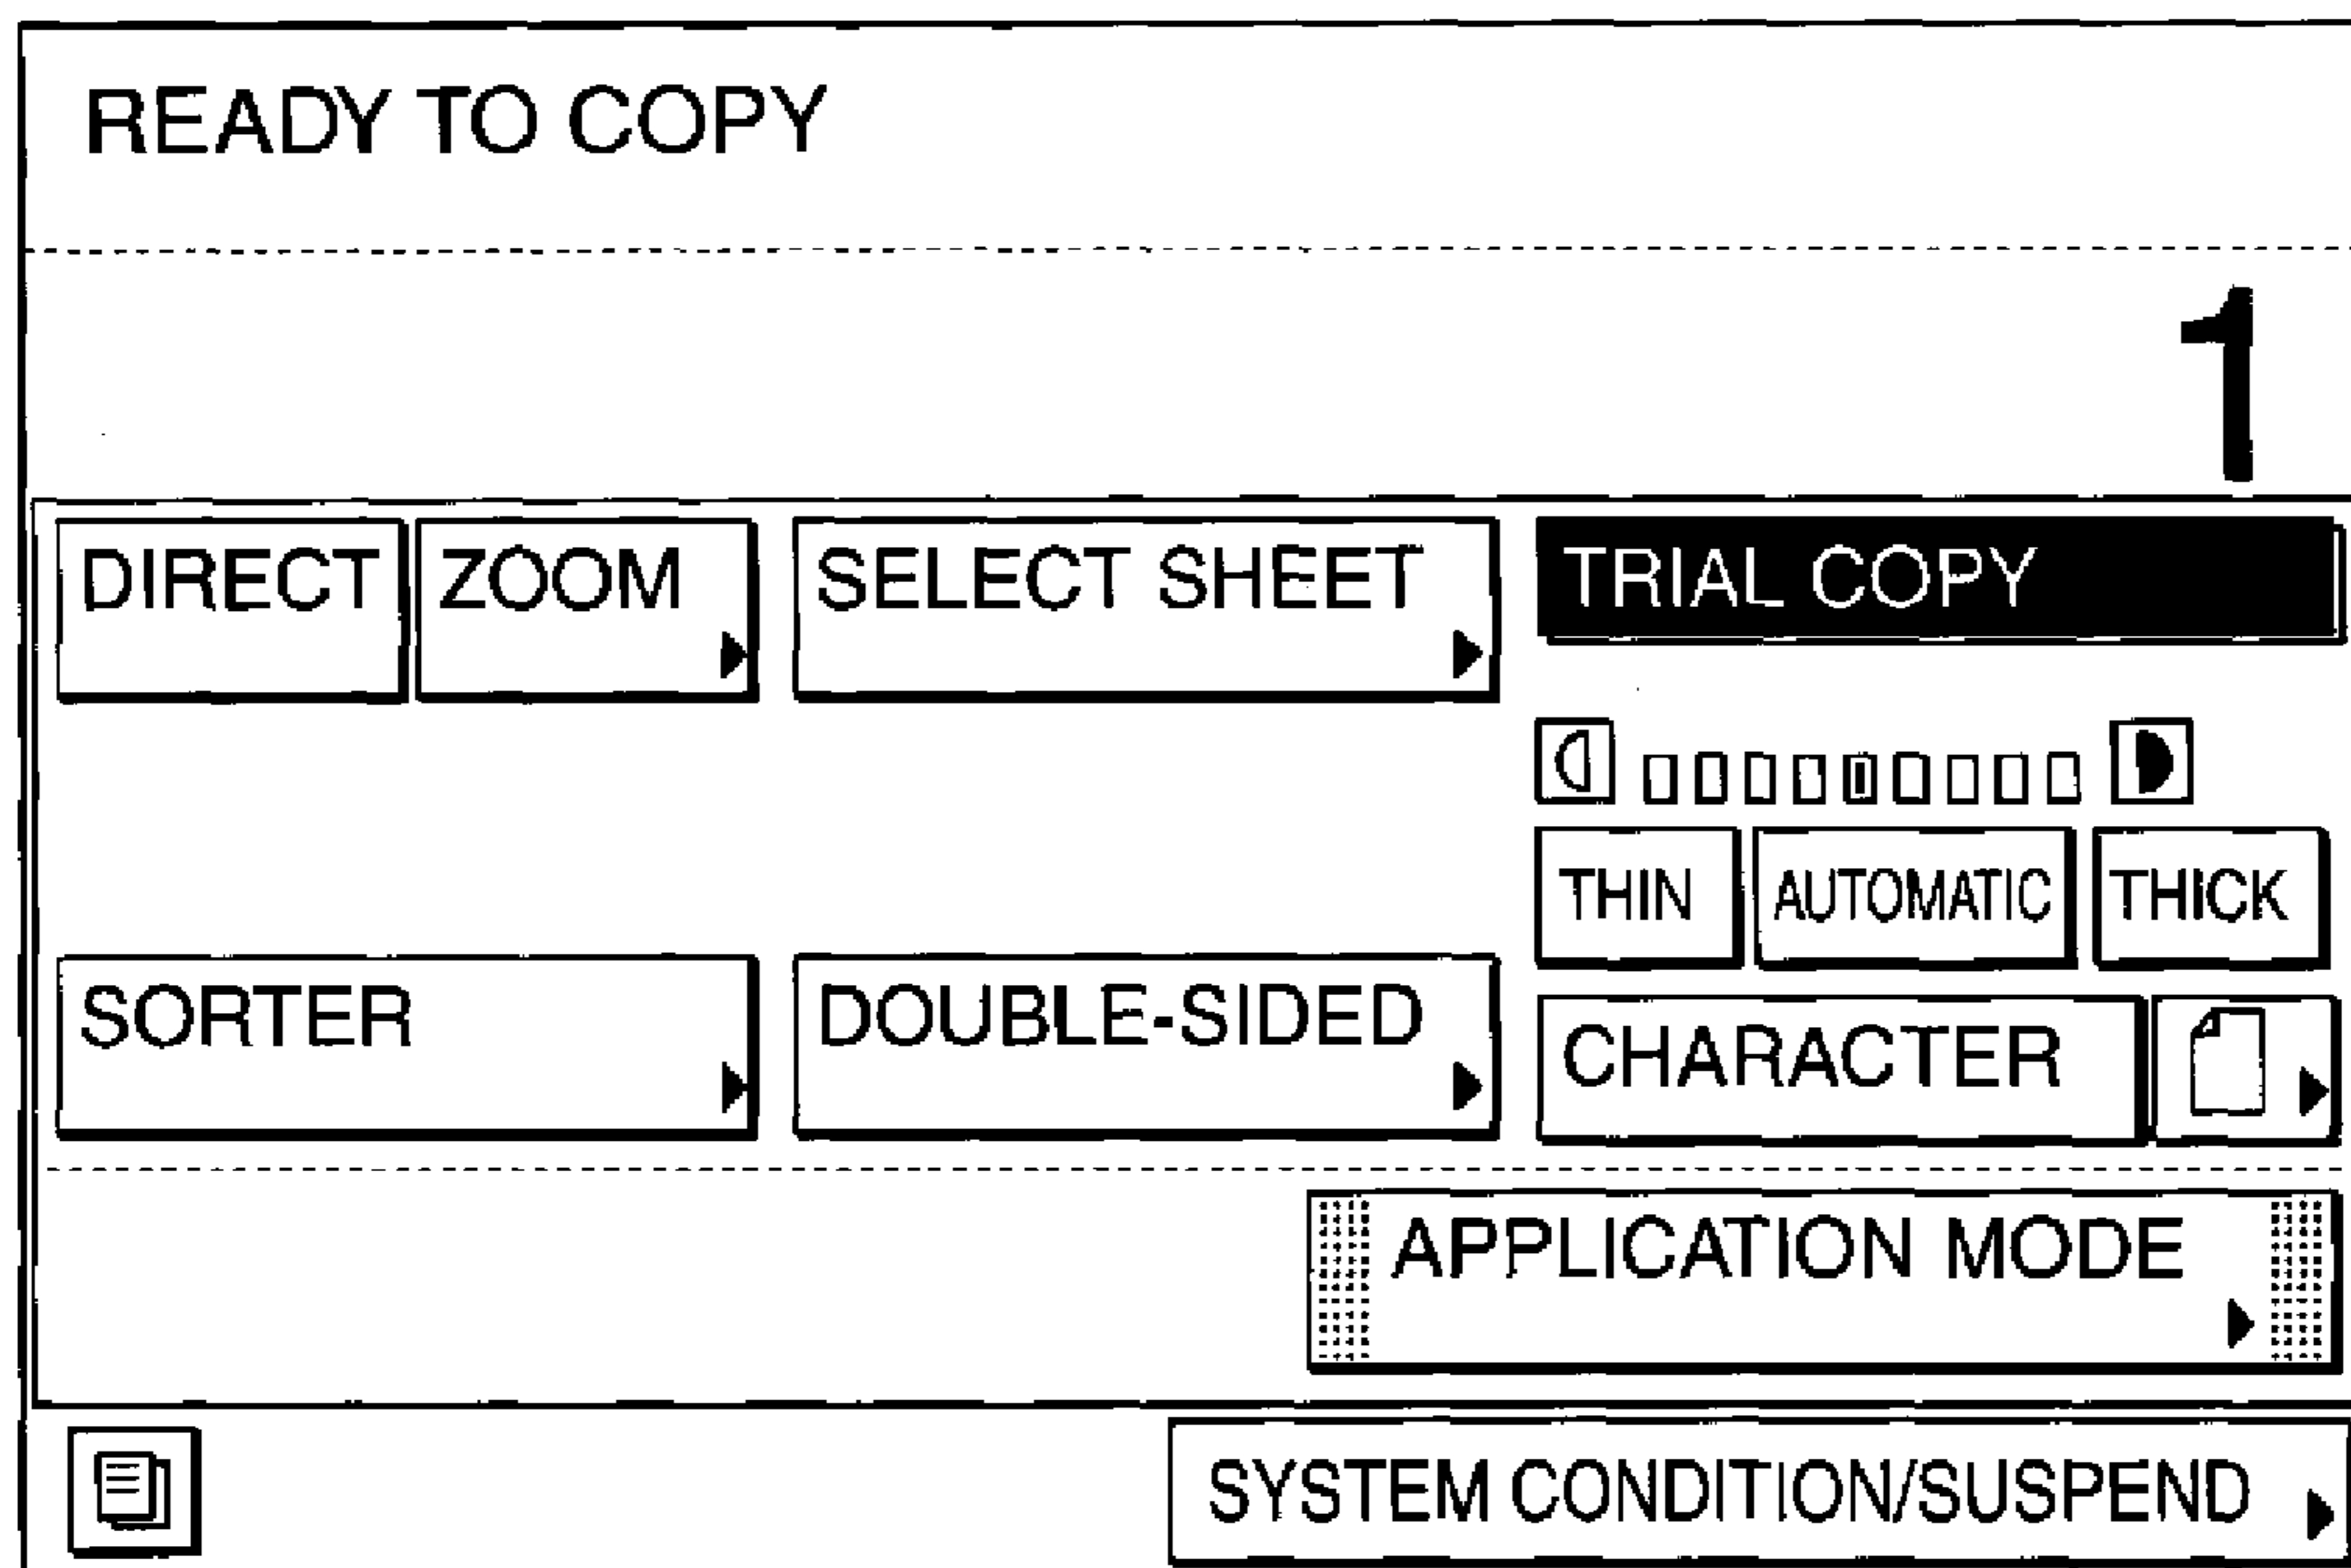 READY TO COPY
1
DIRECT ZOOM SELECT SHEET TRIAL COPY
THIN AUTOMATIC THICK
SORTER DOUBLE-SIDED CHARACTER
APPLICATION MODE
SYSTEM CONDITION/SUSPEND